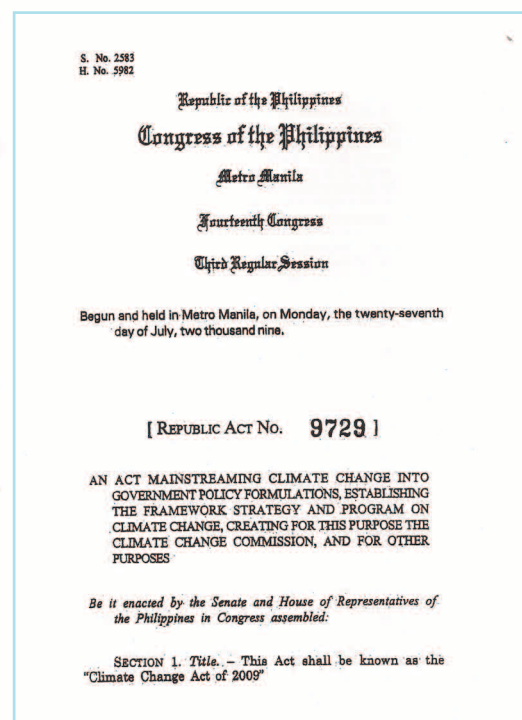 S. No. 2583
H. No. 5982
Republic of the Philippines
Congress of the Philippines
Metro Manila
Fourteenth Congress
Third Regular Session
Begun and held in Metro Manila, on Monday, the twenty-seventh
day of July, two thousand nine.
[ REPUBLIC ACT NO. 9729 ]
AN ACT MAINSTREAMING CLIMATE CHANGE INTO
GOVERNMENT POLICY FORMULATIONS, ESTABLISHING
THE FRAMEWORK STRATEGY AND PROGRAM ON
CLIMATE CHANGE, CREATING FOR THIS PURPOSE THE
CLIMATE CHANGE COMMISSION, AND FOR OTHER
PURPOSES
Be it enacted by the Senate and House of Representatives of
the Philippines in Congress assembled:
SECTION 1. Title. – This Act shall be known as the
"Climate Change Act of 2009"